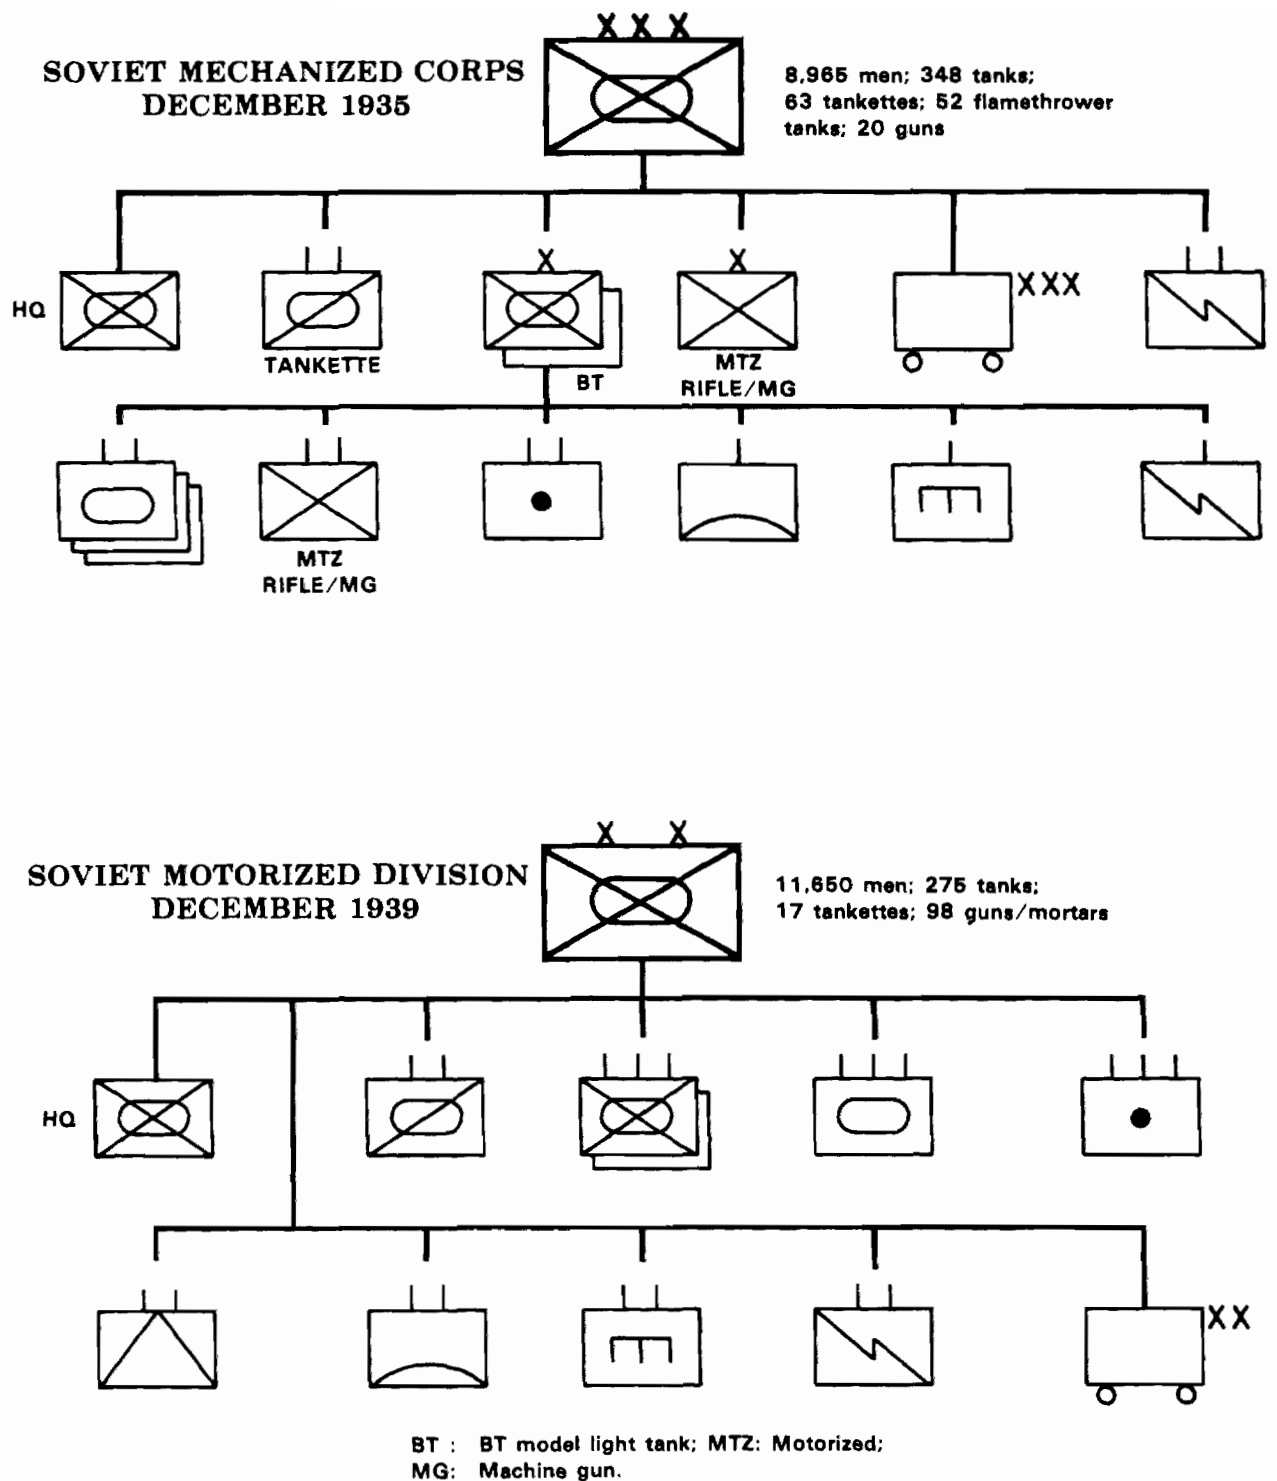 X X X
SOVIET MECHANIZED CORPS
DECEMBER 1935
8,965 men; 348 tanks;
63 tankettes; 52 flamethrower
tanks; 20 guns
X
X
HQ
XXX
TANKETTE
BT
MTZ
RIFLE/MG
MTZ
RIFLE/MG
X X
SOVIET MOTORIZED DIVISION
DECEMBER 1939
11,650 men; 275 tanks;
17 tankettes; 98 guns/mortars
HQ
XX
BT : BT model light tank; MTZ: Motorized;
MG: Machine gun.